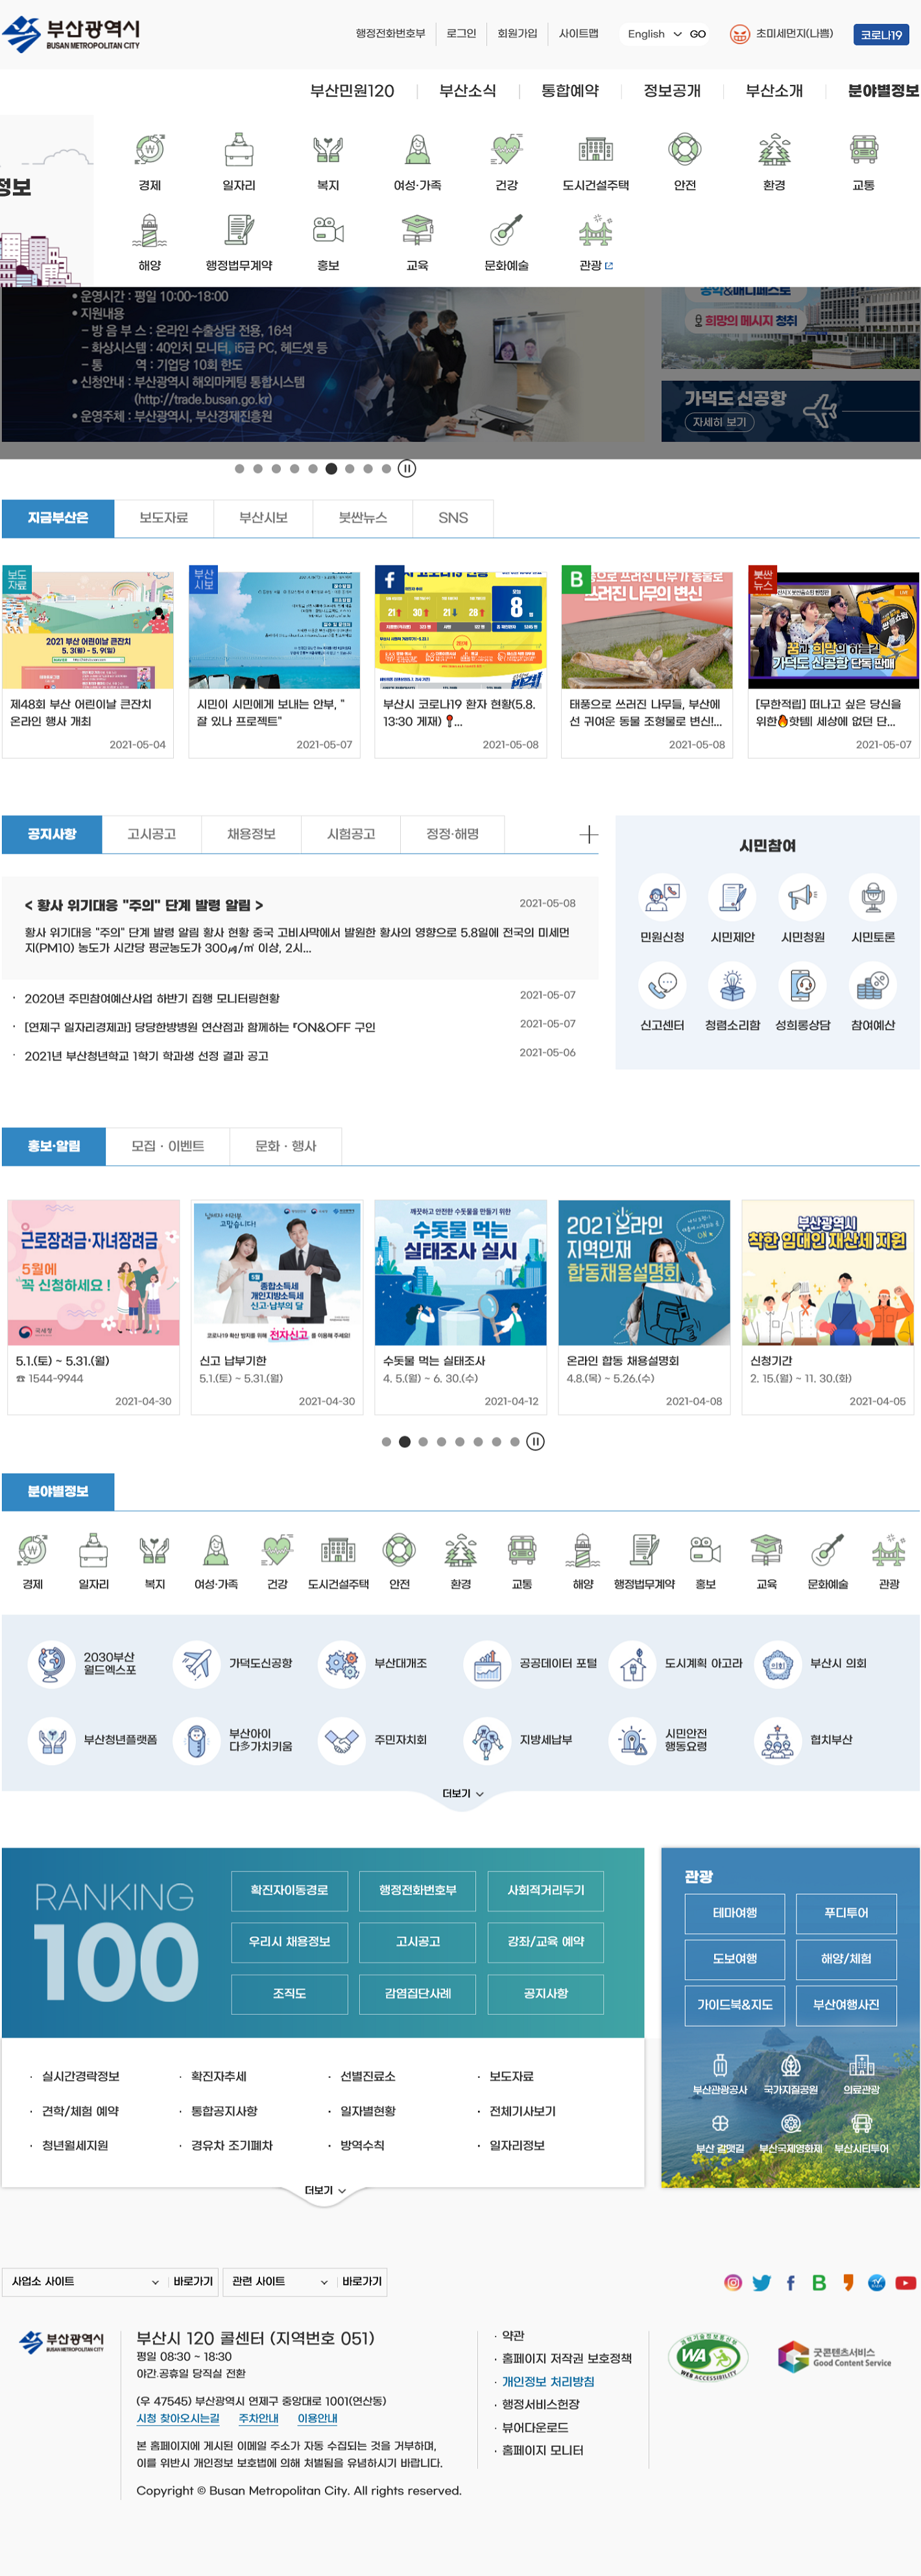 부산광역시
BUSAN METROPOLITAN CITY
행정전화번호부 로그인 회원가입 사이트맵 English GO 초미세먼지(나쁨) 코로나19
부산민원120 부산소식 통합예약 정보공개 부산소개 분야별정보
정보
경제 일자리 복지 여성·가족 건강 도시건설주택 안전 환경 교통
해양 행정법무계약 홍보 교육 문화예술 관광
• 운영시간 : 평일 10:00~18:00
• 지원내용
– 방 음 부 스 : 온라인 수출상담 전용, 16석
– 화상시스템 : 40인치 모니터, i5급 PC, 헤드셋 등
– 통 역 : 기업당 10회 한도
• 신청안내 : 부산광역시 해외마케팅 통합시스템
(http://trade.busan.go.kr)
• 운영주체 : 부산광역시, 부산경제진흥원
공약&매니페스토
희망의 메시지 청취
가덕도 신공항
자세히 보기
지금부산은 보도자료 부산시보 붓싼뉴스 SNS
보도
자료
2021 부산 어린이날 큰잔치
5. 3(월) - 5. 9(일)
제48회 부산 어린이날 큰잔치
온라인 행사 개최
2021-05-04
부산
시보
시민이 시민에게 보내는 안부, "
잘 있나 프로젝트"
2021-05-07
오늘
8명
부산시 코로나19 환자 현황(5.8.
13:30 게재) ...
2021-05-08
B
태풍으로 쓰러진 나무가 동물로
쓰러진 나무의 변신
태풍으로 쓰러진 나무들, 부산에
선 귀여운 동물 조형물로 변신!...
2021-05-08
붓싼
뉴스
LIVE
꿈과 희망이 하늘길
가덕도 신공항 단독 판매
[무한적립] 떠나고 싶은 당신을
위한🔥핫템| 세상에 없던 단...
2021-05-07
공지사항 고시공고 채용정보 시험공고 정정·해명
< 황사 위기대응 "주의" 단계 발령 알림 >
2021-05-08
황사 위기대응 "주의" 단계 발령 알림 황사 현황 중국 고비사막에서 발원한 황사의 영향으로 5.8일에 전국의 미세먼
지(PM10) 농도가 시간당 평균농도가 300㎍/㎥ 이상, 2시...
· 2020년 주민참여예산사업 하반기 집행 모니터링현황 2021-05-07
· [연제구 일자리경제과] 당당한방병원 연산점과 함께하는 『ON&OFF 구인 2021-05-07
· 2021년 부산청년학교 1학기 학과생 선정 결과 공고 2021-05-06
시민참여
민원신청 시민제안 시민청원 시민토론
신고센터 청렴소리함 성희롱상담 참여예산
홍보·알림 모집 · 이벤트 문화 · 행사
근로장려금·자녀장려금
5월에
꼭 신청하세요 !
국세청
5.1.(토) ~ 5.31.(월)
☎ 1544-9944
2021-04-30
고맙습니다!
5월
종합소득세
개인지방소득세
신고·납부의 달
코로나19 확산 방지를 위해 전자신고를 이용해 주세요!
신고 납부기한
5.1.(토) ~ 5.31.(월)
2021-04-30
깨끗하고 안전한 수돗물을 만들기 위한
수돗물 먹는
실태조사 실시
수돗물 먹는 실태조사
4. 5.(월) ~ 6. 30.(수)
2021-04-12
2021 온라인
지역인재
합동채용설명회
온라인 합동 채용설명회
4.8.(목) ~ 5.26.(수)
2021-04-08
부산광역시
착한 임대인 재산세 지원
신청기간
2. 15.(월) ~ 11. 30.(화)
2021-04-05
분야별정보
경제 일자리 복지 여성·가족 건강 도시건설주택 안전 환경 교통 해양 행정법무계약 홍보 교육 문화예술 관광
2030부산
월드엑스포
가덕도신공항
부산대개조
공공데이터 포털
도시계획 아고라
부산시 의회
부산청년플랫폼
부산아이
다多가치키움
주민자치회
지방세납부
시민안전
행동요령
협치부산
더보기
RANKING
100
확진자이동경로 행정전화번호부 사회적거리두기
우리시 채용정보 고시공고 강좌/교육 예약
조직도 감염집단사례 공지사항
· 실시간경락정보 · 확진자추세 · 선별진료소 · 보도자료
· 견학/체험 예약 · 통합공지사항 · 일자별현황 · 전체기사보기
· 청년월세지원 · 경유차 조기폐차 · 방역수칙 · 일자리정보
더보기
관광
테마여행 푸디투어
도보여행 해양/체험
가이드북&지도 부산여행사진
부산관광공사 국가지질공원 의료관광
부산 갈맷길 부산국제영화제 부산시티투어
사업소 사이트 바로가기 관련 사이트 바로가기
부산광역시
BUSAN METROPOLITAN CITY
부산시 120 콜센터 (지역번호 051)
평일 08:30 ~ 18:30
야간.공휴일 당직실 전환
(우 47545) 부산광역시 연제구 중앙대로 1001(연산동)
시청 찾아오시는길 주차안내 이용안내
본 홈페이지에 게시된 이메일 주소가 자동 수집되는 것을 거부하며,
이를 위반시 개인정보 보호법에 의해 처벌됨을 유념하시기 바랍니다.
Copyright © Busan Metropolitan City. All rights reserved.
· 약관
· 홈페이지 저작권 보호정책
· 개인정보 처리방침
· 행정서비스헌장
· 뷰어다운로드
· 홈페이지 모니터
과학기술정보통신부
WA
WEB ACCESSIBILITY
굿콘텐츠서비스
Good Content Service